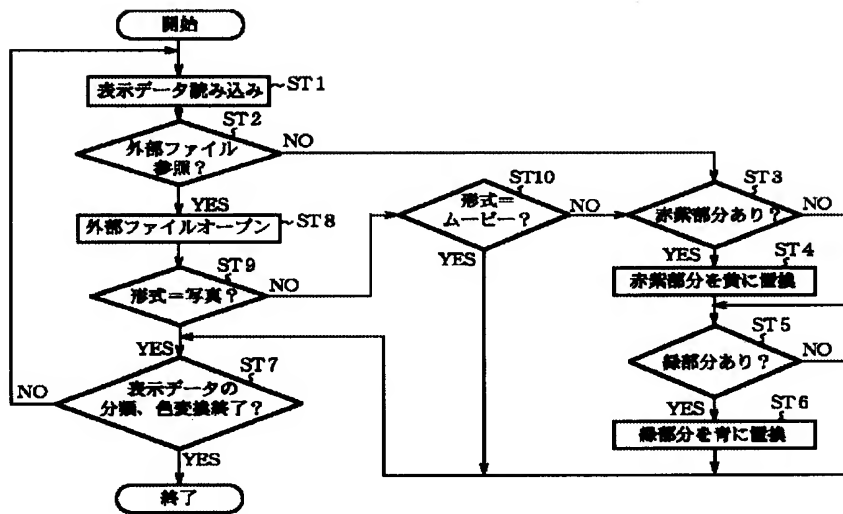 開始
表示データ読み込み
ST1
ST2
外部ファイル
参照?
NO
YES
外部ファイルオープン
ST8
ST9
形式=写真?
NO
YES
ST7
表示データの
分類、色変換終了?
NO
YES
終了
ST10
形式=
ムービー?
NO
YES
ST3
赤紫部分あり?
NO
YES
ST4
赤紫部分を黄に置換
ST5
緑部分あり?
NO
YES
ST6
緑部分を青に置換